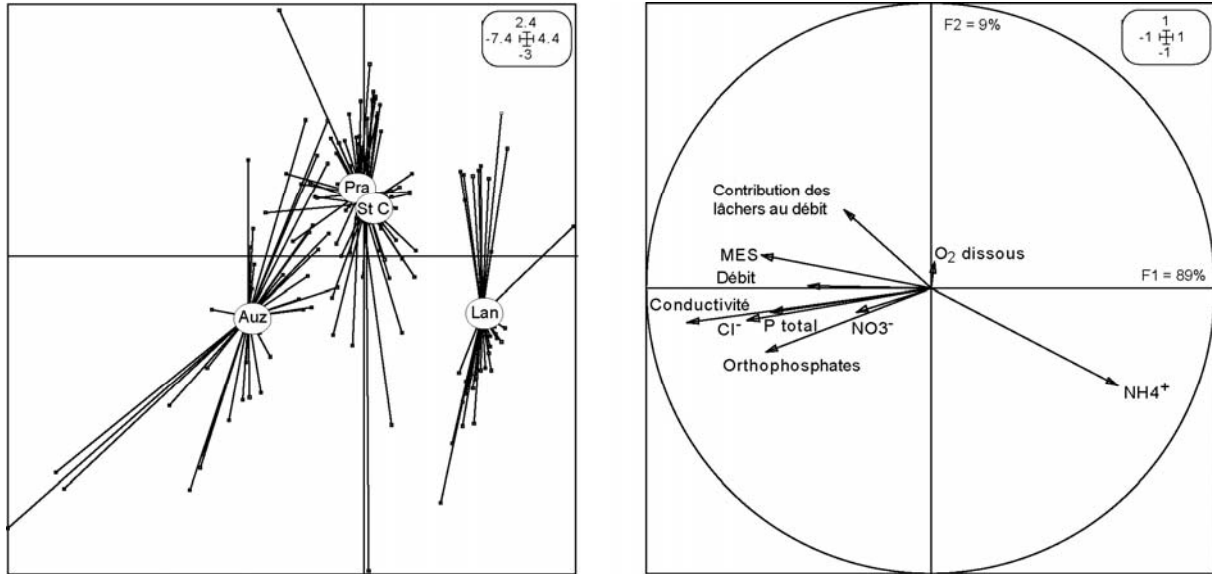 2.4
-7.4 4.4
-3
Pra
St C
Auz
Lan
F2 = 9%
1
-1 1
-1
Contribution des
lâchers au débit
MES
O2 dissous
Débit
F1 = 89%
Conductivité
Cl-
P total
NO3-
Orthophosphates
NH4+